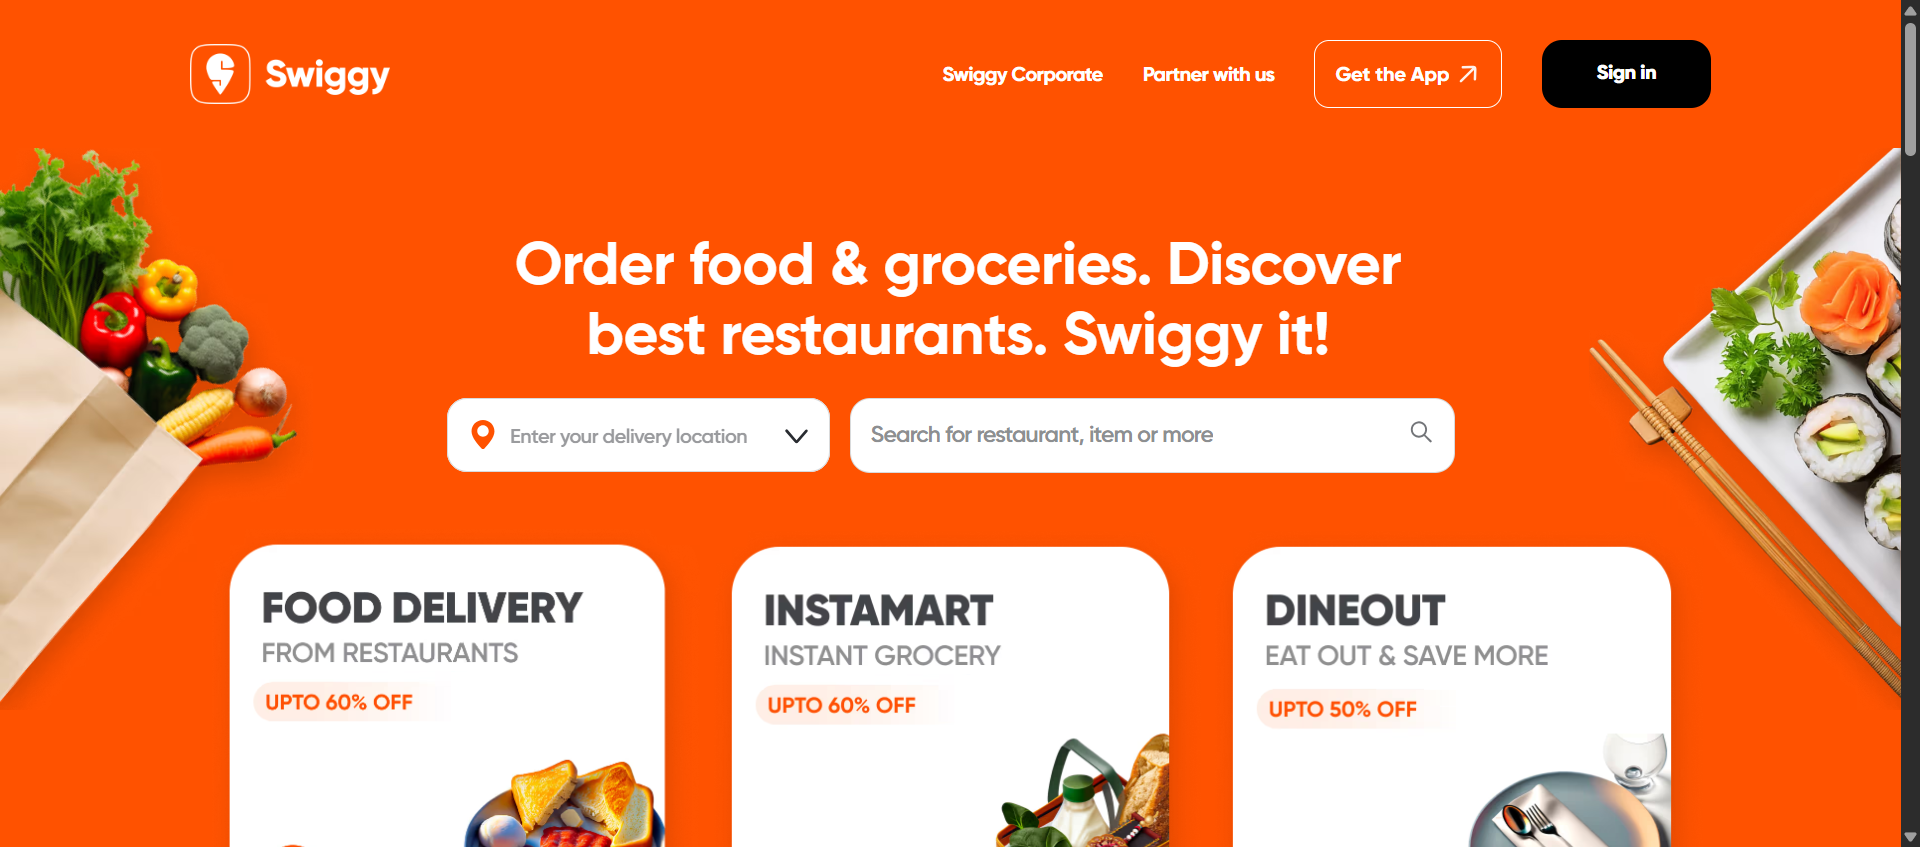 Swiggy
Swiggy Corporate
Partner with us
Get the App
Sign in
Order food & groceries. Discover
best restaurants. Swiggy it!
Enter your delivery location
Search for restaurant, item or more
FOOD DELIVERY
FROM RESTAURANTS
UPTO 60% OFF
INSTAMART
INSTANT GROCERY
UPTO 60% OFF
DINEOUT
EAT OUT & SAVE MORE
UPTO 50% OFF